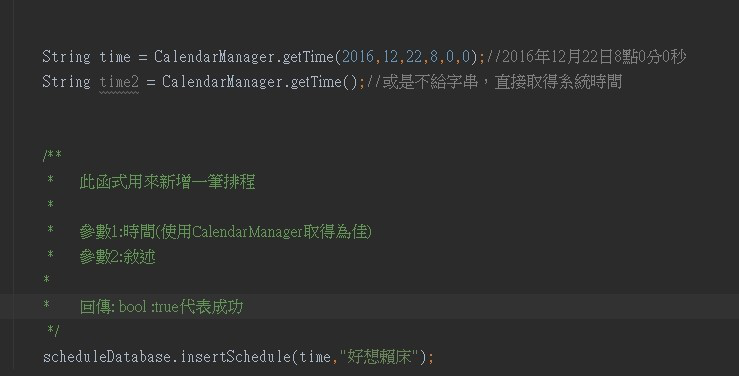 String time = CalendarManager.getTime(2016,12,22,8,0,0);//2016年12月22日8點0分0秒
String time2 = CalendarManager.getTime();//或是不給字串，直接取得系統時間
/**
*   此函式用來新增一筆排程
*
*   參數1:時間(使用CalendarManager取得為佳)
*   參數2:敘述
*
*   回傳: bool :true代表成功
*/
scheduleDatabase.insertSchedule(time,"好想賴床");